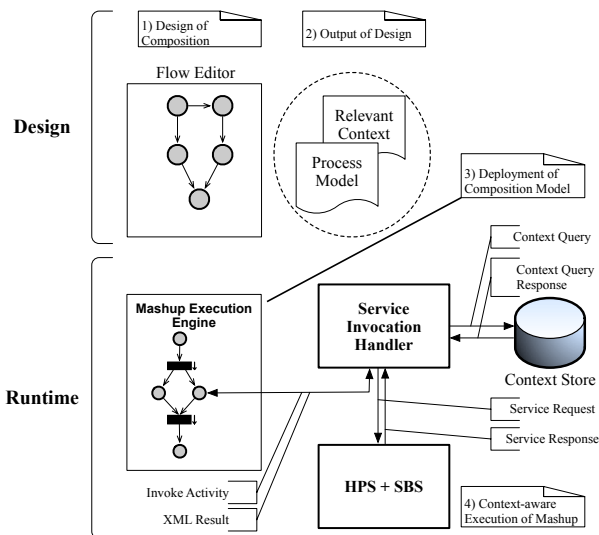 1) Design of
Composition
2) Output of Design
Flow Editor
Design
Relevant
Context
Process
Model
3) Deployment of
Composition Model
Context Query
Context Query
Response
Mashup Execution
Engine
Service
Invocation
Handler
Context Store
Runtime
Service Request
Service Response
Invoke Activity
XML Result
HPS + SBS
4) Context-aware
Execution of Mashup